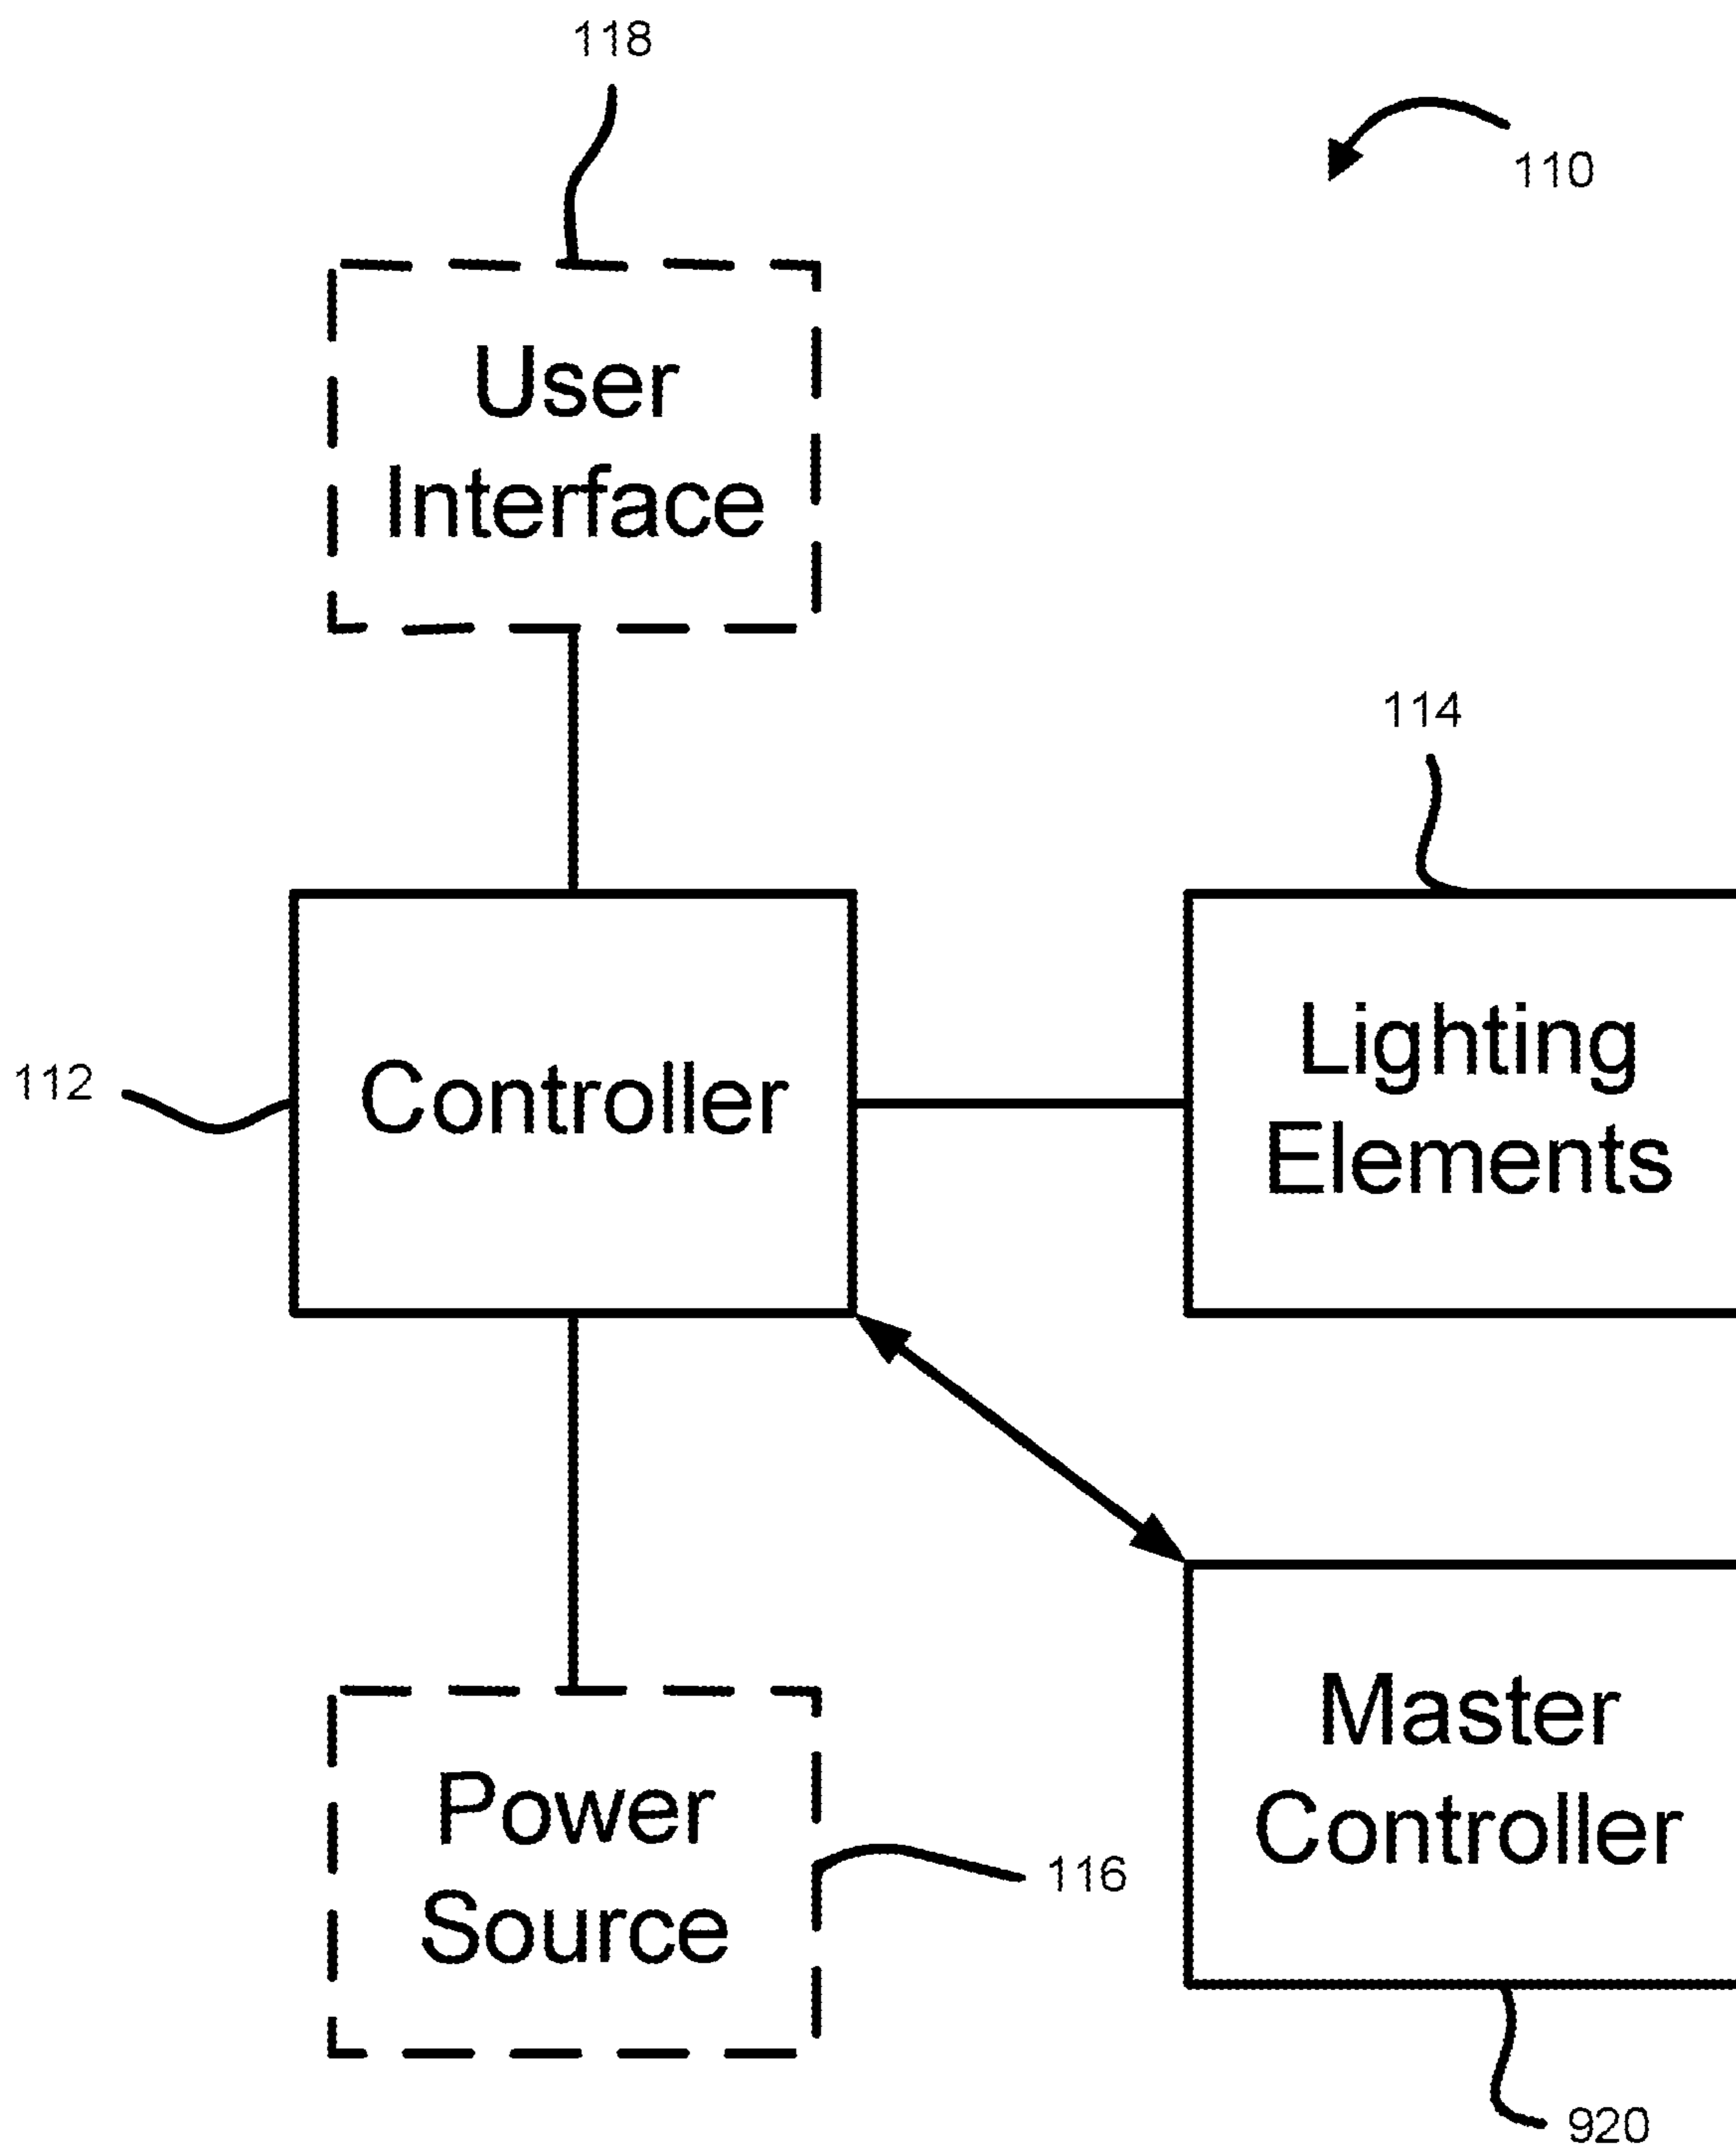 118
110
User
Interface
114
112
Controller
Lighting
Elements
Master
Controller
Power
Source
116
920